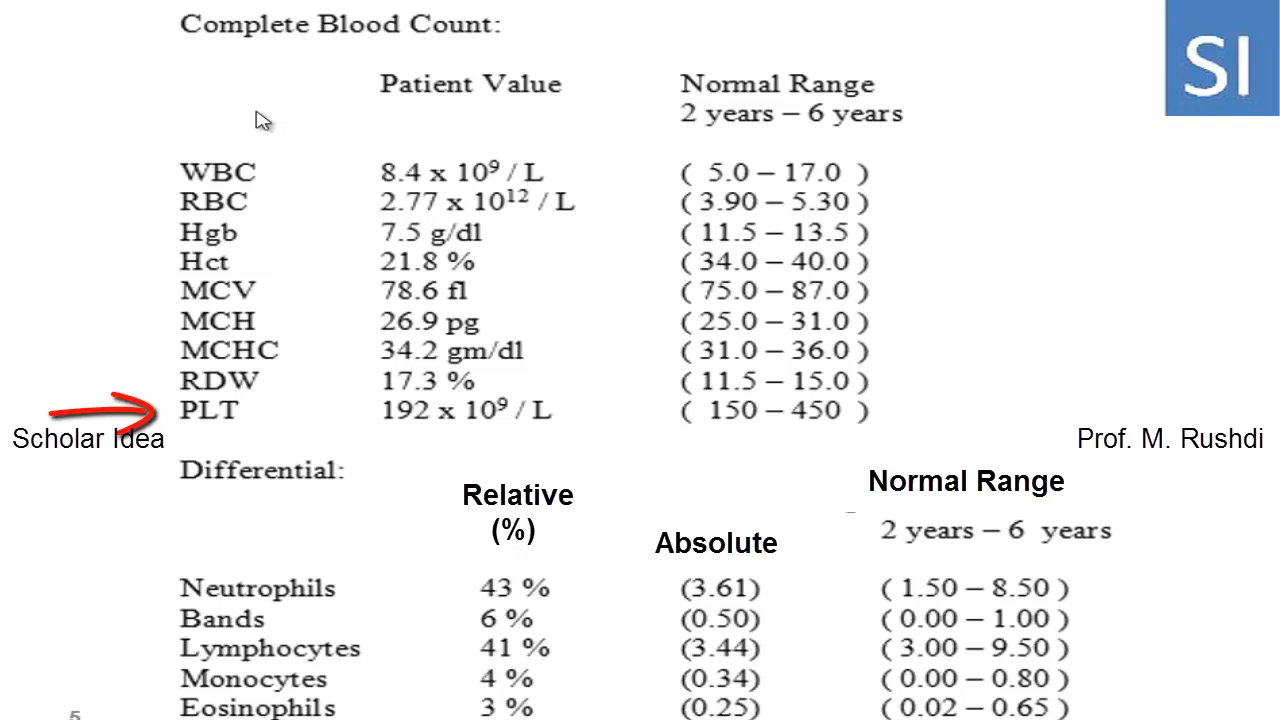 Complete Blood Count:
SI
Patient Value Normal Range
2 years – 6 years
WBC 8.4 x 10⁹ / L ( 5.0 – 17.0 )
RBC 2.77 x 10¹² / L ( 3.90 – 5.30 )
Hgb 7.5 g/dl ( 11.5 – 13.5 )
Hct 21.8 % ( 34.0 – 40.0 )
MCV 78.6 fl ( 75.0 – 87.0 )
MCH 26.9 pg ( 25.0 – 31.0 )
MCHC 34.2 gm/dl ( 31.0 – 36.0 )
RDW 17.3 % ( 11.5 – 15.0 )
PLT 192 x 10⁹ / L ( 150 – 450 )
Scholar Idea Prof. M. Rushdi
Differential:
Relative Normal Range
(%) 2 years – 6 years
Absolute
Neutrophils 43 % (3.61) ( 1.50 – 8.50 )
Bands 6 % (0.50) ( 0.00 – 1.00 )
Lymphocytes 41 % (3.44) ( 3.00 – 9.50 )
Monocytes 4 % (0.34) ( 0.00 – 0.80 )
Eosinophils 3 % (0.25) ( 0.02 – 0.65 )
5